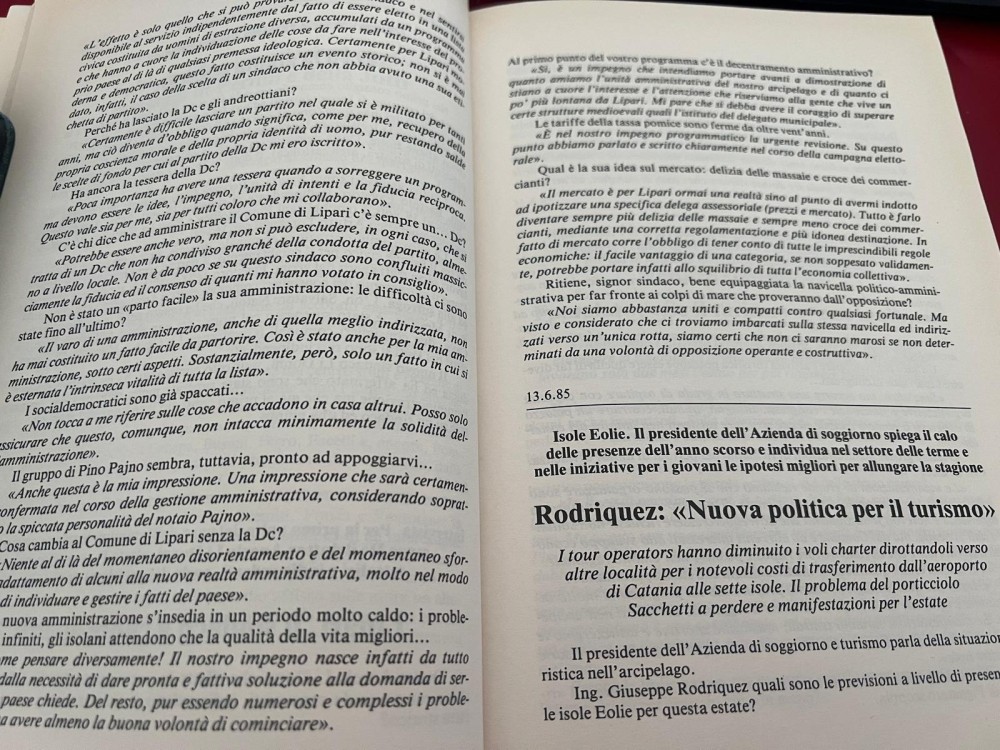 «L'effetto è solo quello che si può
disponibile al servizio indipendentemente dal fatto di essere eletto in una lista
civica costituita da uomini di estrazione diversa, accumulati da un programma
e che hanno a cuore la individuazione delle cose da fare nell'interesse del pro-
prio paese al di là di qualsiasi premessa ideologica. Certamente per Lipari mo-
derna e democratica, questo fatto costituisce un evento storico; non si è mai
dato, infatti, il caso della scelta di un sindaco che non abbia avuto una sua eti-
chetta di partito».
Perché ha lasciato la Dc e gli andreottiani?
«Certamente è difficile lasciare un partito nel quale si è militato per tanti
anni, ma ciò diventa d'obbligo quando significa, come per me, recupero della
propria coscienza morale e della propria identità di uomo, pur restando salde
le scelte di fondo per cui al partito della Dc mi ero iscritto».
Ha ancora la tessera della Dc?
«Poca importanza ha avere una tessera quando a sorreggere un program-
ma devono essere le idee, l'impegno, l'unità di intenti e la fiducia reciproca.
Questo vale sia per me, sia per tutti coloro che mi collaborano».
C'è chi dice che ad amministrare il Comune di Lipari c'è sempre un... Dc?
«Potrebbe essere anche vero, ma non si può escludere, in ogni caso, che si
tratta di un Dc che non ha condiviso granché della condotta del partito, alme-
no a livello locale. Non è da poco se su questo sindaco sono confluiti massic-
ciamente la fiducia ed il consenso di quanti mi hanno votato in consiglio».
Non è stato un «parto facile» la sua amministrazione: le difficoltà ci sono
state fino all'ultimo?
«Il varo di una amministrazione, anche di quella meglio indirizzata, non
ha mai costituito un fatto facile da partorire. Così è stato anche per la mia am-
ministrazione, sotto certi aspetti. Sostanzialmente, però, solo un fatto in cui si
è esternata l'intrinseca vitalità di tutta la lista».
I socialdemocratici sono già spaccati...
«Non tocca a me riferire sulle cose che accadono in casa altrui. Posso solo
assicurare che questo, comunque, non intacca minimamente la solidità del-
l'amministrazione».
Il gruppo di Pino Pajno sembra, tuttavia, pronto ad appoggiarvi...
«Anche questa è la mia impressione. Una impressione che sarà certamen-
confermata nel corso della gestione amministrativa, considerando soprat-
o la spiccata personalità del notaio Pajno».
Cosa cambia al Comune di Lipari senza la Dc?
«Niente al di là del momentaneo disorientamento e del momentaneo sfor-
adattamento di alcuni alla nuova realtà amministrativa, molto nel modo
di individuare e gestire i fatti del paese».
nuova amministrazione s'insedia in un periodo molto caldo: i proble-
infiniti, gli isolani attendono che la qualità della vita migliori...
me pensare diversamente! Il nostro impegno nasce infatti da tutto
dalla necessità di dare pronta e fattiva soluzione alla domanda di ser-
paese chiede. Del resto, pur essendo numerosi e complessi i proble-
a avere almeno la buona volontà di cominciare».
Al primo punto del vostro programma c'è il decentramento amministrativo?
«Sì, è un impegno che intendiamo portare avanti a dimostrazione di
quanto amiamo l'unità amministrativa del nostro arcipelago e di quanto ci
stiano a cuore l'interesse e l'attenzione che riserviamo alla gente che vive un
po' più lontana da Lipari. Mi pare che si debba avere il coraggio di superare
certe strutture medioevali quali l'istituto del delegato municipale».
Le tariffe della tassa pomice sono ferme da oltre vent'anni.
«È nel nostro impegno programmatico la urgente revisione. Su questo
punto abbiamo parlato e scritto chiaramente nel corso della campagna eletto-
rale».
Qual è la sua idea sul mercato: delizia delle massaie e croce dei commer-
cianti?
«Il mercato è per Lipari ormai una realtà sino al punto di avermi indotto
ad ipotizzare una specifica delega assessoriale (prezzi e mercato). Tutto è farlo
diventare sempre più delizia delle massaie e sempre meno croce dei commer-
cianti, mediante una corretta regolamentazione e più idonea destinazione. In
fatto di mercato corre l'obbligo di tener conto di tutte le imprescindibili regole
economiche: il facile vantaggio di una categoria, se non soppesato validamen-
te, potrebbe portare infatti allo squilibrio di tutta l'economia collettiva».
Ritiene, signor sindaco, bene equipaggiata la navicella politico-ammini-
strativa per far fronte ai colpi di mare che proveranno dall'opposizione?
«Noi siamo abbastanza uniti e compatti contro qualsiasi fortunale. Ma
visto e considerato che ci troviamo imbarcati sulla stessa navicella ed indiriz-
zati verso un'unica rotta, siamo certi che non ci saranno marosi se non deter-
minati da una volontà di opposizione operante e costruttiva».
13.6.85
Isole Eolie. Il presidente dell'Azienda di soggiorno spiega il calo
delle presenze dell'anno scorso e individua nel settore delle terme e
nelle iniziative per i giovani le ipotesi migliori per allungare la stagione
Rodriquez: «Nuova politica per il turismo»
I tour operators hanno diminuito i voli charter dirottandoli verso
altre località per i notevoli costi di trasferimento dall'aeroporto
di Catania alle sette isole. Il problema del porticciolo
Sacchetti a perdere e manifestazioni per l'estate
Il presidente dell'Azienda di soggiorno e turismo parla della situazion
ristica nell'arcipelago.
Ing. Giuseppe Rodriquez quali sono le previsioni a livello di presen
le isole Eolie per questa estate?